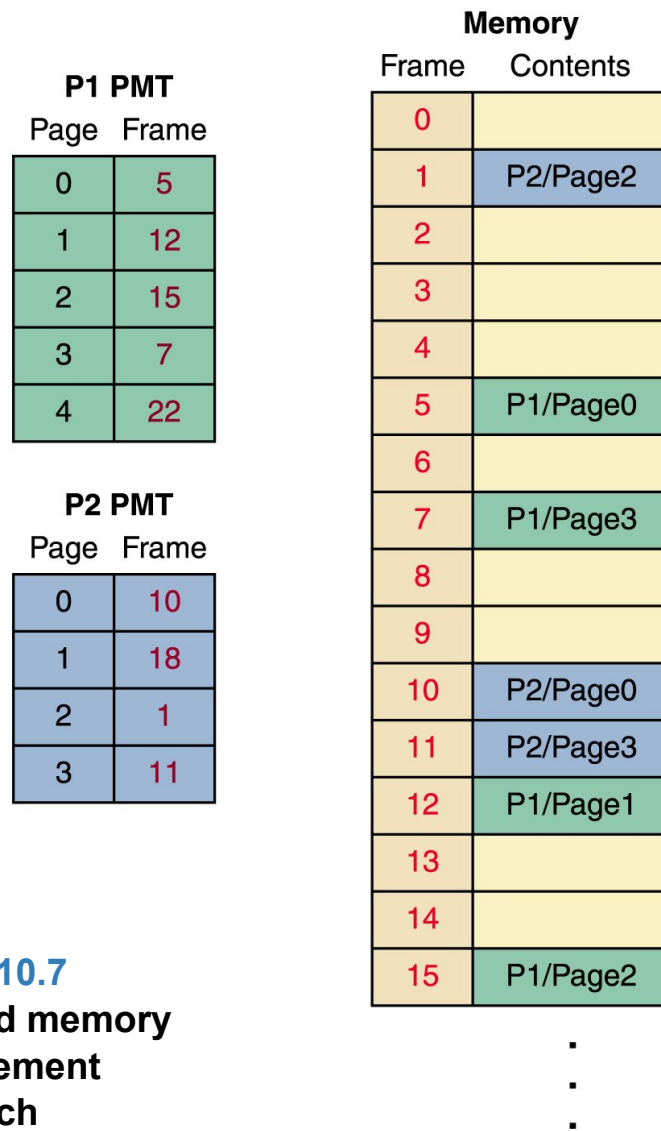 P1 PMT
Page Frame
0 5
1 12
2 15
3 7
4 22
P2 PMT
Page Frame
0 10
1 18
2 1
3 11
10.7
memory
Memory
Frame Contents
0
1 P2/Page2
2
3
4
5 P1/Page0
6
7 P1/Page3
8
9
10 P2/Page0
11 P2/Page3
12 P1/Page1
13
14
15 P1/Page2